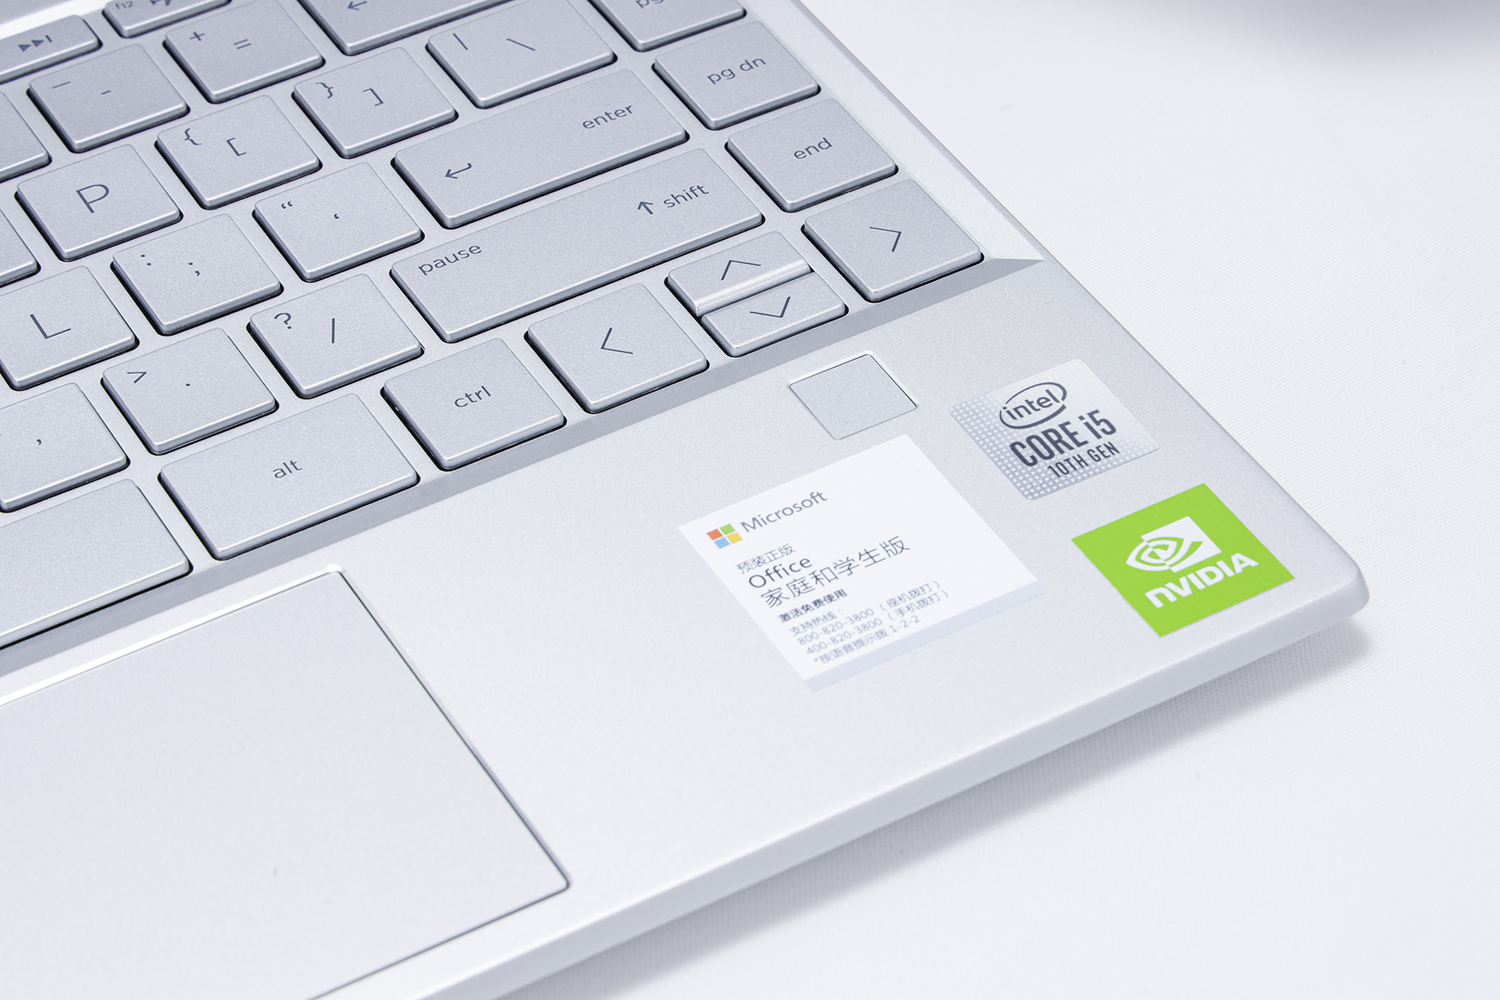 f12
pg
+ =
_ -
| \
pg dn
} ]
enter
{ [
end
P
↑ shift
“ ‘
pause
: ;
L
? /
> .
ctrl
,
alt
intel
CORE i5
10TH GEN
Microsoft
预装正版
Office
家庭和学生版
激活免费使用
支持热线：
800-820-3800（座机拨打）
400-820-3800（手机拨打）
*按语音提示拨 1-2-2
NVIDIA